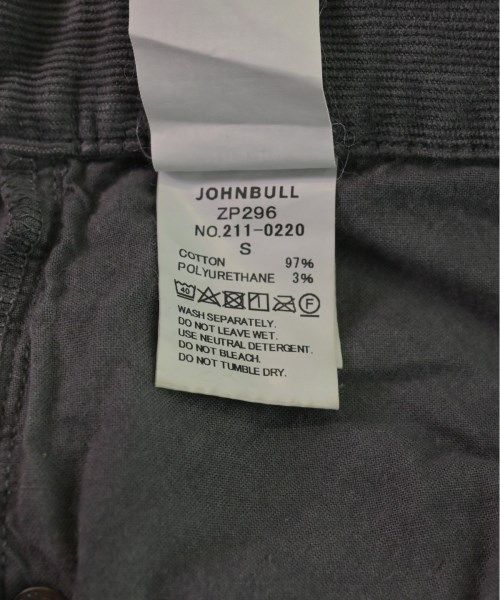 JOHNBULL
ZP296
NO.211-0220
S
COTTON 97%
POLYURETHANE 3%
40 F
WASH SEPARATELY.
DO NOT LEAVE WET.
USE NEUTRAL DETERGENT.
DO NOT BLEACH.
DO NOT TUMBLE DRY.